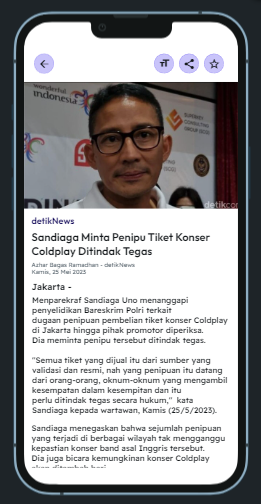 wonderful
indonesia
SUPERKEY
CONSULTING
GROUP
detikcom
detikNews
Sandiaga Minta Penipu Tiket Konser
Coldplay Ditindak Tegas
Azhar Bagas Ramadhan - detikNews
Kamis, 25 Mei 2023
Jakarta -
Menparekraf Sandiaga Uno menanggapi
penyelidikan Bareskrim Polri terkait
dugaan penipuan pembelian tiket konser Coldplay
di Jakarta hingga pihak promotor diperiksa.
Dia meminta penipu tersebut ditindak tegas.
"Semua tiket yang dijual itu dari sumber yang
validasi dan resmi, nah yang penipuan itu datang
dari orang-orang, oknum-oknum yang mengambil
kesempatan dalam kesempitan dan itu
perlu ditindak tegas secara hukum," kata
Sandiaga kepada wartawan, Kamis (25/5/2023).
Sandiaga menegaskan bahwa sejumlah penipuan
yang terjadi di berbagai wilayah tak mengganggu
kepastian konser band asal Inggris tersebut.
Dia juga bicara kemungkinan konser Coldplay